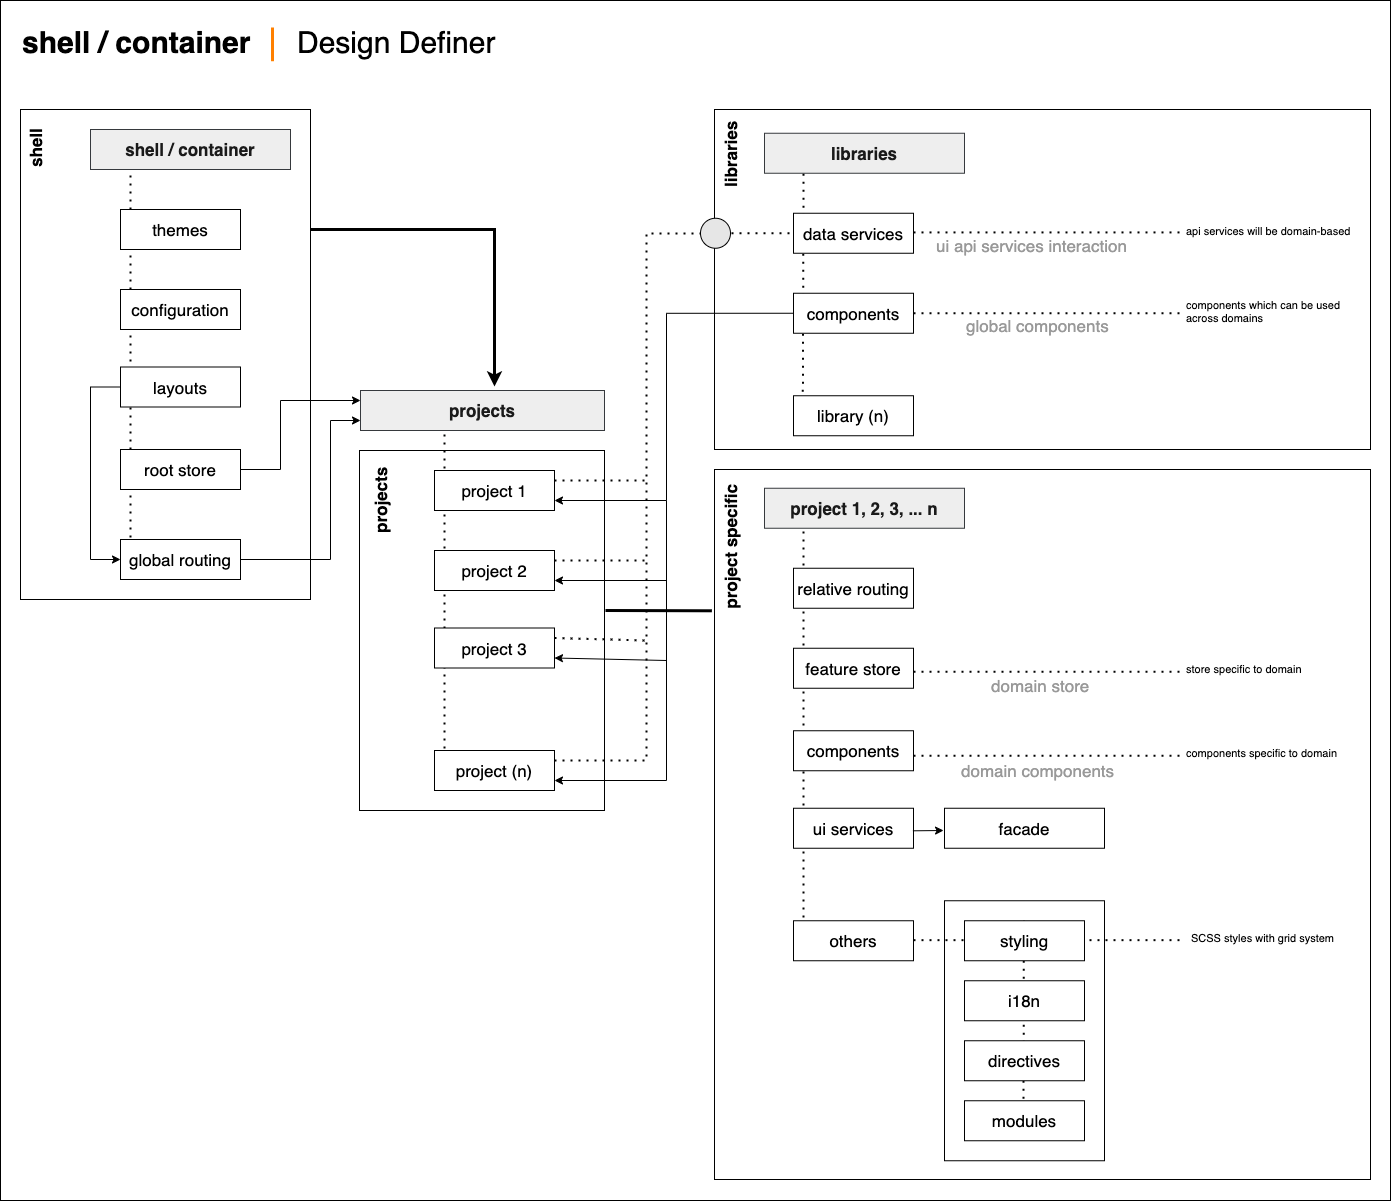 shell / container | Design Definer
shell
shell / container
themes
configuration
layouts
root store
global routing
projects
projects
project 1
project 2
project 3
project (n)
libraries
libraries
data services
ui api services interaction
api services will be domain-based
components
global components
components which can be used
across domains
library (n)
project specific
project 1, 2, 3, ... n
relative routing
feature store
domain store
store specific to domain
components
domain components
components specific to domain
ui services
facade
others
styling
SCSS styles with grid system
i18n
directives
modules